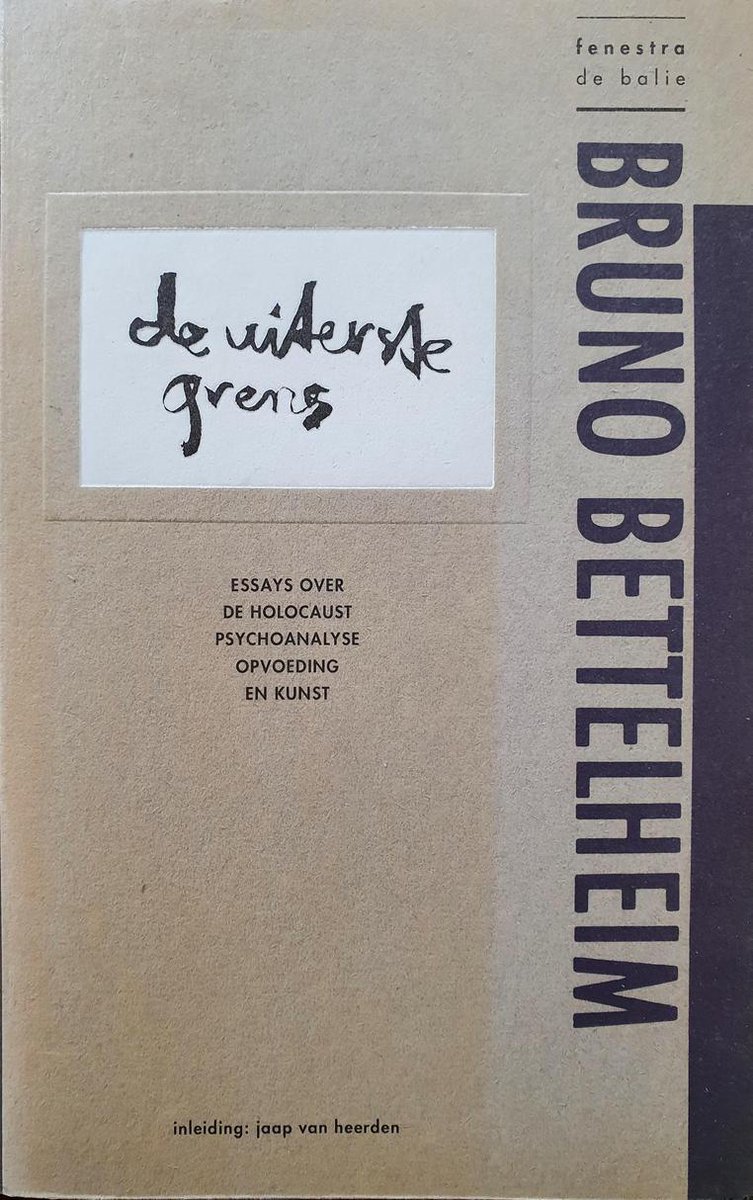 fenestra
de balie
BRUNO BETTELHEIM
de uiterste
grens
ESSAYS OVER
DE HOLOCAUST
PSYCHOANALYSE
OPVOEDING
EN KUNST
inleiding: jaap van heerden